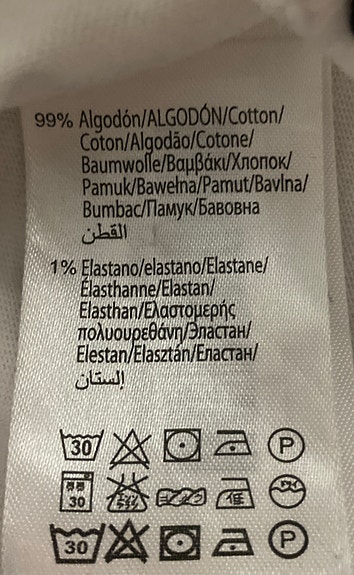 99% Algodón/ALGODÓN/Cotton/
Coton/Algodão/Cotone/
Baumwolle/Βαμβάκι/Хлопок/
Pamuk/Bawełna/Pamut/Bavlna/
Bumbac/Памук/Бавовна
القطن
1% Elastano/elastano/Elastane/
Élasthanne/Elastan/
Elasthan/Ελαστομερής
πολυουρεθάνη/Эластан/
Elestan/Elasztán/Еластан/
إلستان
30 P
30 低
30 P